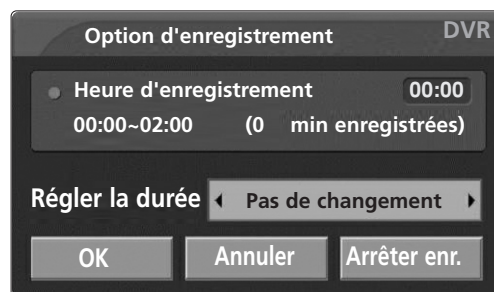 Option d'enregistrement DVR
Heure d'enregistrement 00:00
00:00~02:00 (0 min enregistrées)
Régler la durée Pas de changement
OK Annuler Arrêter enr.